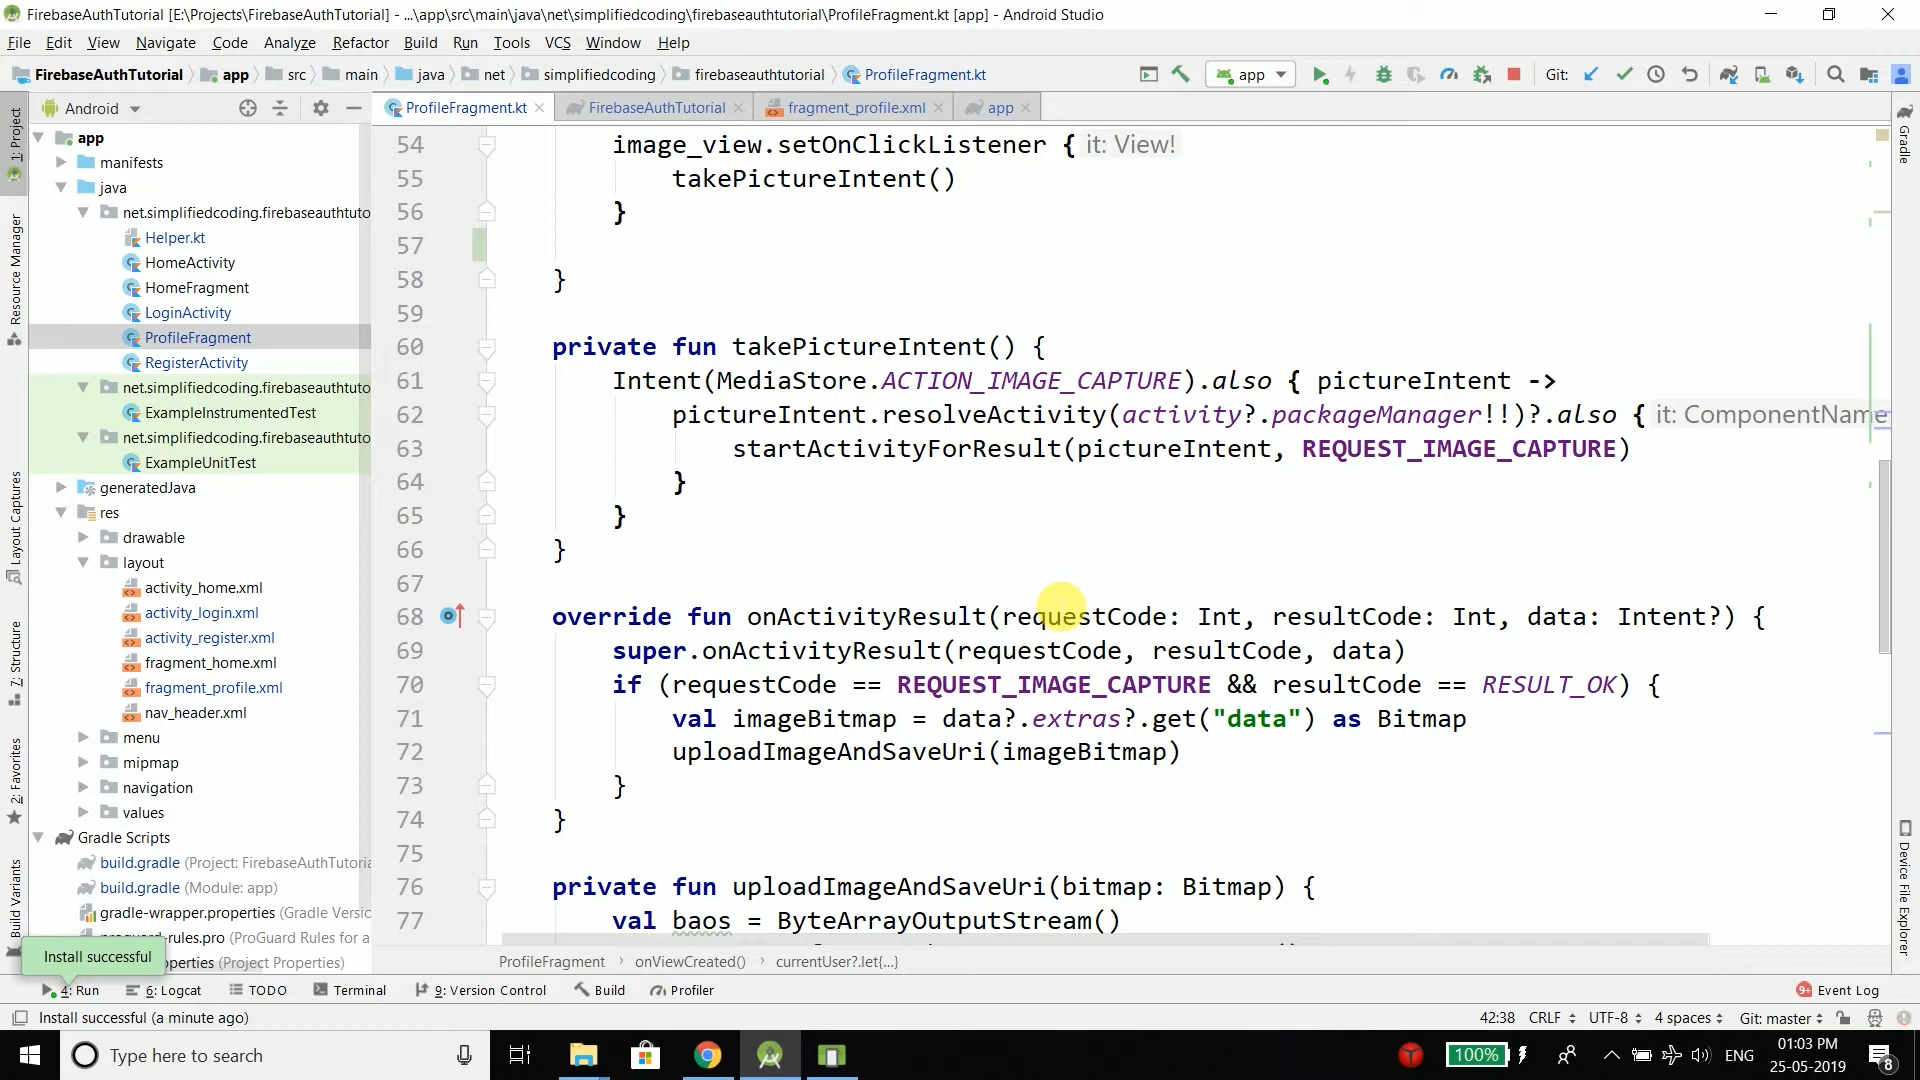 FirebaseAuthTutorial [E:\Projects\FirebaseAuthTutorial] - ...\app\src\main\java\net\simplifiedcoding\firebaseauthtutorial\ProfileFragment.kt [app] - Android Studio
File Edit View Navigate Code Analyze Refactor Build Run Tools VCS Window Help
FirebaseAuthTutorial app src main java net simplifiedcoding firebaseauthtutorial ProfileFragment.kt app Git:
Android
ProfileFragment.kt FirebaseAuthTutorial fragment_profile.xml app
1: Project
Resource Manager
Layout Captures
7: Structure
2: Favorites
Build Variants
app
manifests
java
net.simplifiedcoding.firebaseauthtuto
Helper.kt
HomeActivity
HomeFragment
LoginActivity
ProfileFragment
RegisterActivity
net.simplifiedcoding.firebaseauthtuto
ExampleInstrumentedTest
net.simplifiedcoding.firebaseauthtuto
ExampleUnitTest
generatedJava
res
drawable
layout
activity_home.xml
activity_login.xml
activity_register.xml
fragment_home.xml
fragment_profile.xml
nav_header.xml
menu
mipmap
navigation
values
Gradle Scripts
build.gradle (Project: FirebaseAuthTutoria
build.gradle (Module: app)
gradle-wrapper.properties (Gradle Versio
proguard-rules.pro (ProGuard Rules for a
operties (Project Properties)
Install successful
54 image_view.setOnClickListener { it: View!
55 takePictureIntent()
56 }
57
58 }
59
60 private fun takePictureIntent() {
61 Intent(MediaStore.ACTION_IMAGE_CAPTURE).also { pictureIntent ->
62 pictureIntent.resolveActivity(activity?.packageManager!!)?.also { it: ComponentName
63 startActivityForResult(pictureIntent, REQUEST_IMAGE_CAPTURE)
64 }
65 }
66 }
67
68 override fun onActivityResult(requestCode: Int, resultCode: Int, data: Intent?) {
69 super.onActivityResult(requestCode, resultCode, data)
70 if (requestCode == REQUEST_IMAGE_CAPTURE && resultCode == RESULT_OK) {
71 val imageBitmap = data?.extras?.get("data") as Bitmap
72 uploadImageAndSaveUri(imageBitmap)
73 }
74 }
75
76 private fun uploadImageAndSaveUri(bitmap: Bitmap) {
77 val baos = ByteArrayOutputStream()
Gradle
Device File Explorer
ProfileFragment onViewCreated() currentUser?.let{...}
4: Run 6: Logcat TODO Terminal 9: Version Control Build Profiler 9+ Event Log
Install successful (a minute ago) 42:38 CRLF UTF-8 4 spaces Git: master
Type here to search 100% ENG 01:03 PM
25-05-2019 8